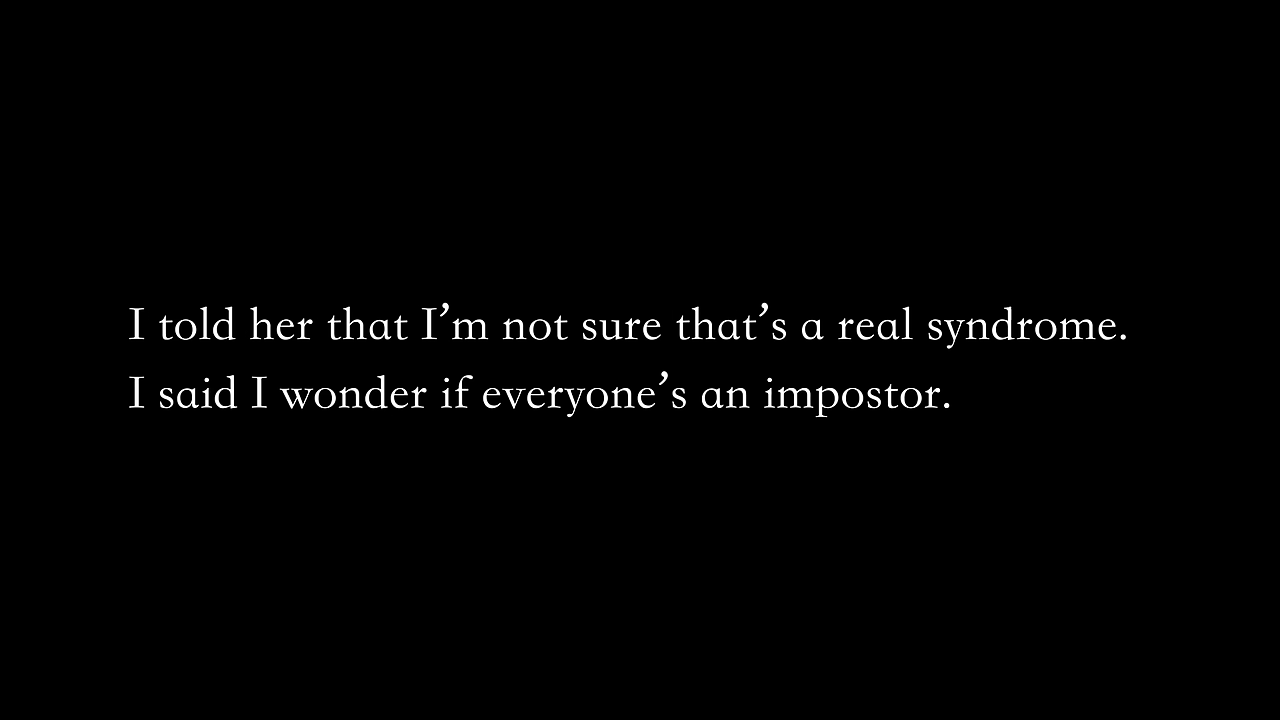 I told her that I’m not sure that’s a real syndrome.
I said I wonder if everyone’s an impostor.